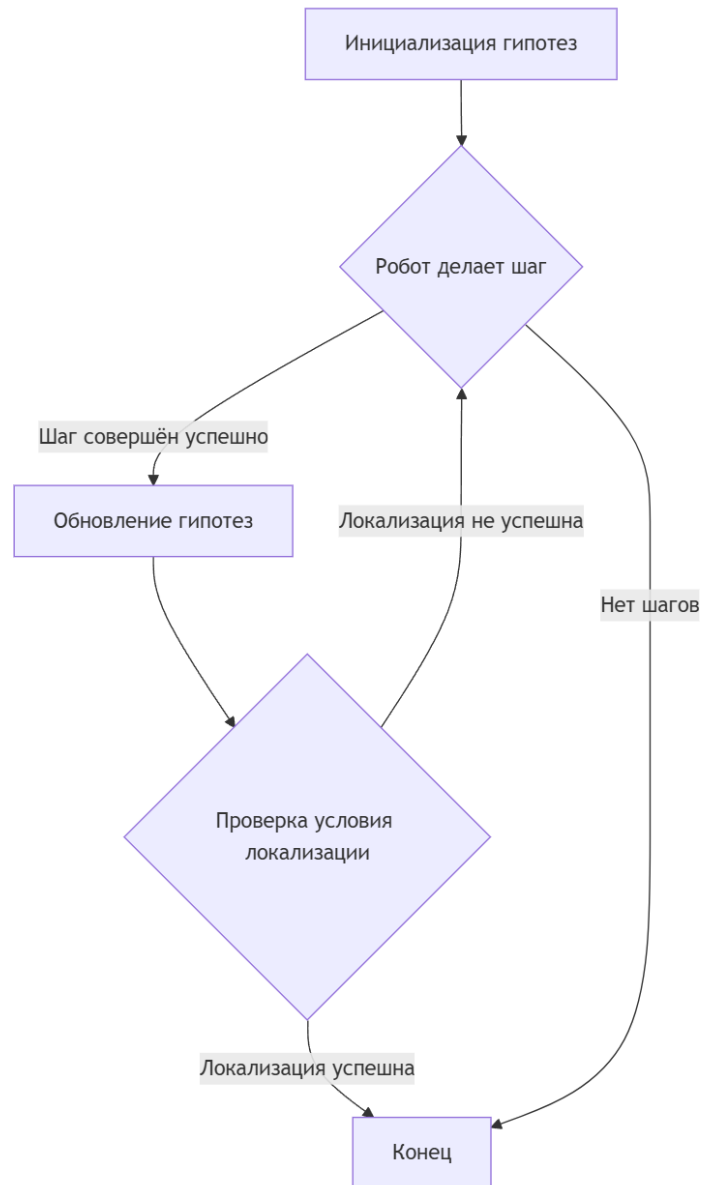 Инициализация гипотез
Робот делает шаг
Шаг совершён успешно
Обновление гипотез
Локализация не успешна
Нет шагов
Проверка условия
локализации
Локализация успешна
Конец